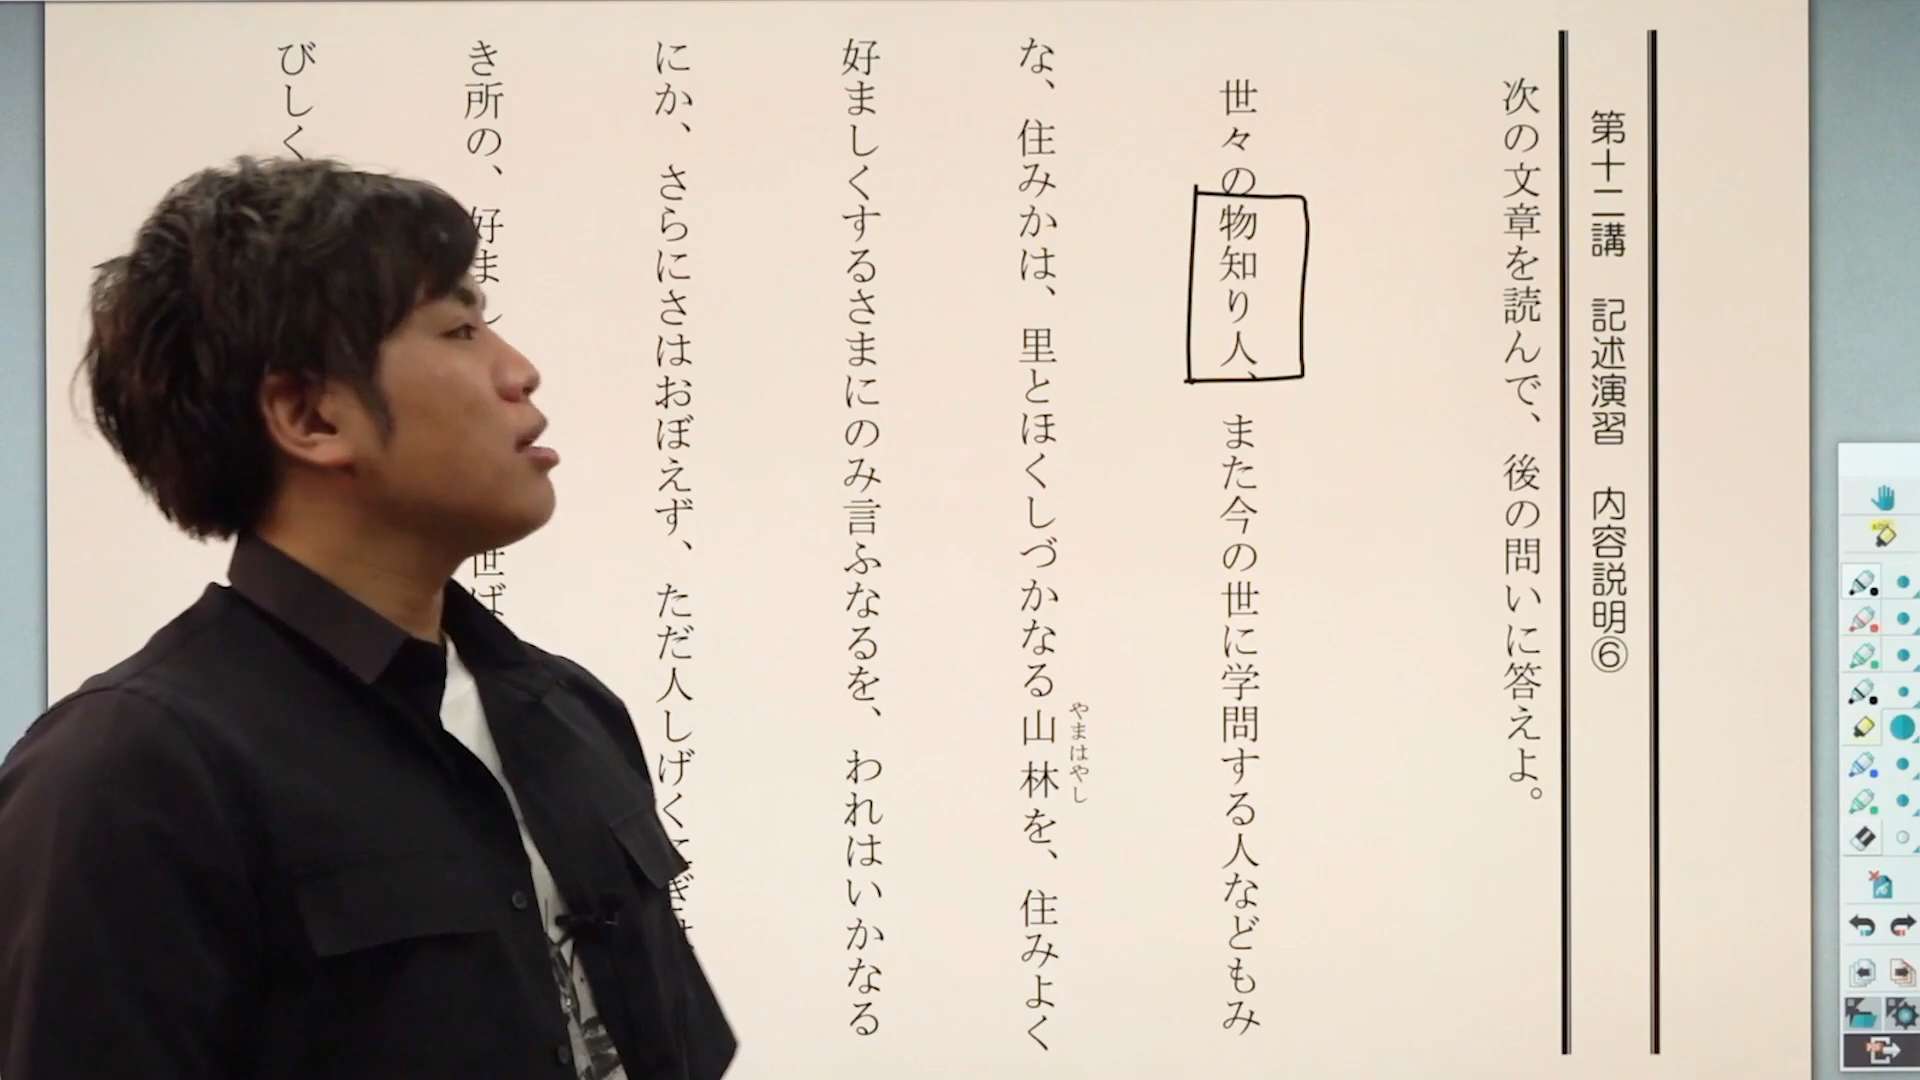 第十二講 記述演習 内容説明⑥
次の文章を読んで、後の問いに答えよ。
世々の物知り人、また今の世に学問する人などもみ
な、住みかは、里とほくしづかなる山林を、住みよく
やまはやし
好ましくするさまにのみ言ふなるを、われはいかなる
にか、さらにさはおぼえず、ただ人しげく
き所の、好ま
世ば
びしく